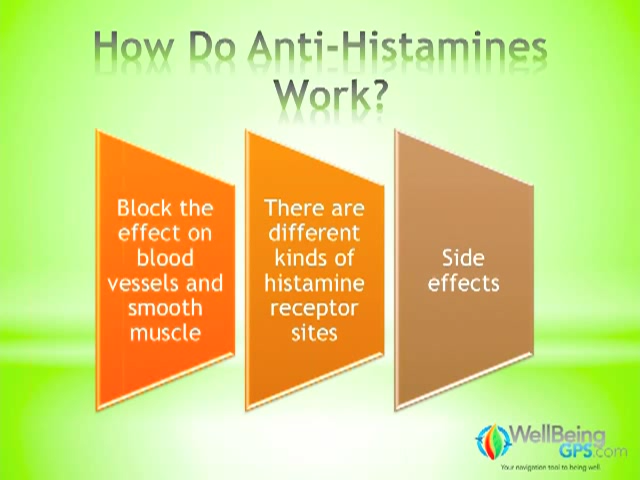 How Do Anti-Histamines
Work?
Block the
effect on
blood
vessels and
smooth
muscle
There are
different
kinds of
histamine
receptor
sites
Side
effects
WellBeing
GPS.com
Your navigation tool to being well.